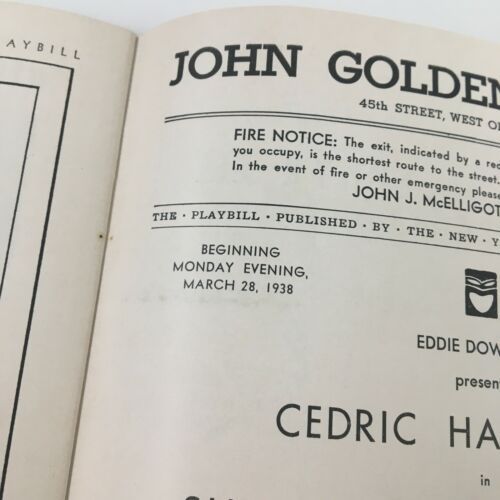 AYBILL
JOHN GOLDEN
45th STREET, WEST O
FIRE NOTICE: The exit, indicated by a red
you occupy, is the shortest route to the street.
In the event of fire or other emergency please
JOHN J. McELLIGOT
THE · PLAYBILL · PUBLISHED · BY · THE · NEW · Y
BEGINNING
MONDAY EVENING,
MARCH 28, 1938
EDDIE DOW
present
CEDRIC HA
in